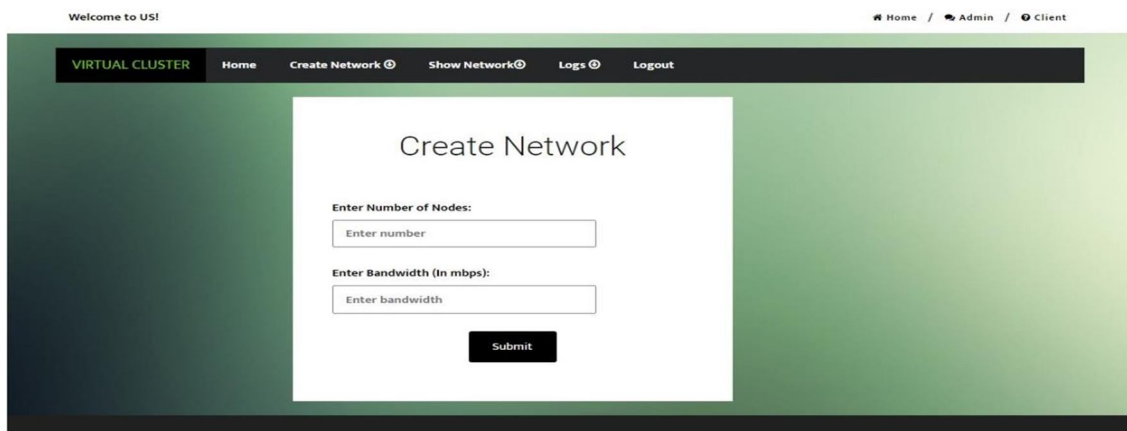 Welcome to US!
Home / Admin / Client
VIRTUAL CLUSTER Home Create Network Show Network Logs Logout
Create Network
Enter Number of Nodes:
Enter number
Enter Bandwidth (In mbps):
Enter bandwidth
Submit